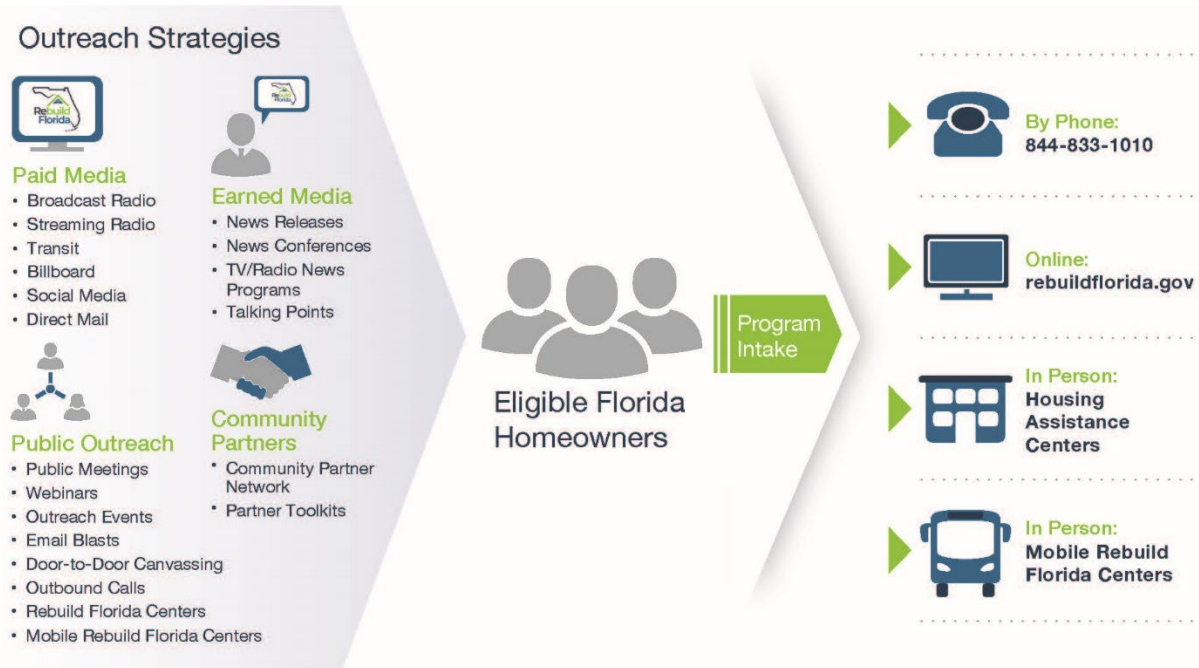 Outreach Strategies
Rebuild
Florida
Paid Media
• Broadcast Radio
• Streaming Radio
• Transit
• Billboard
• Social Media
• Direct Mail
Rebuild
Florida
Earned Media
• News Releases
• News Conferences
• TV/Radio News
Programs
• Talking Points
Public Outreach
• Public Meetings
• Webinars
• Outreach Events
• Email Blasts
• Door-to-Door Canvassing
• Outbound Calls
• Rebuild Florida Centers
• Mobile Rebuild Florida Centers
Community
Partners
• Community Partner
Network
• Partner Toolkits
Eligible Florida
Homeowners
Program
Intake
By Phone:
844-833-1010
Online:
rebuildflorida.gov
In Person:
Housing
Assistance
Centers
In Person:
Mobile Rebuild
Florida Centers